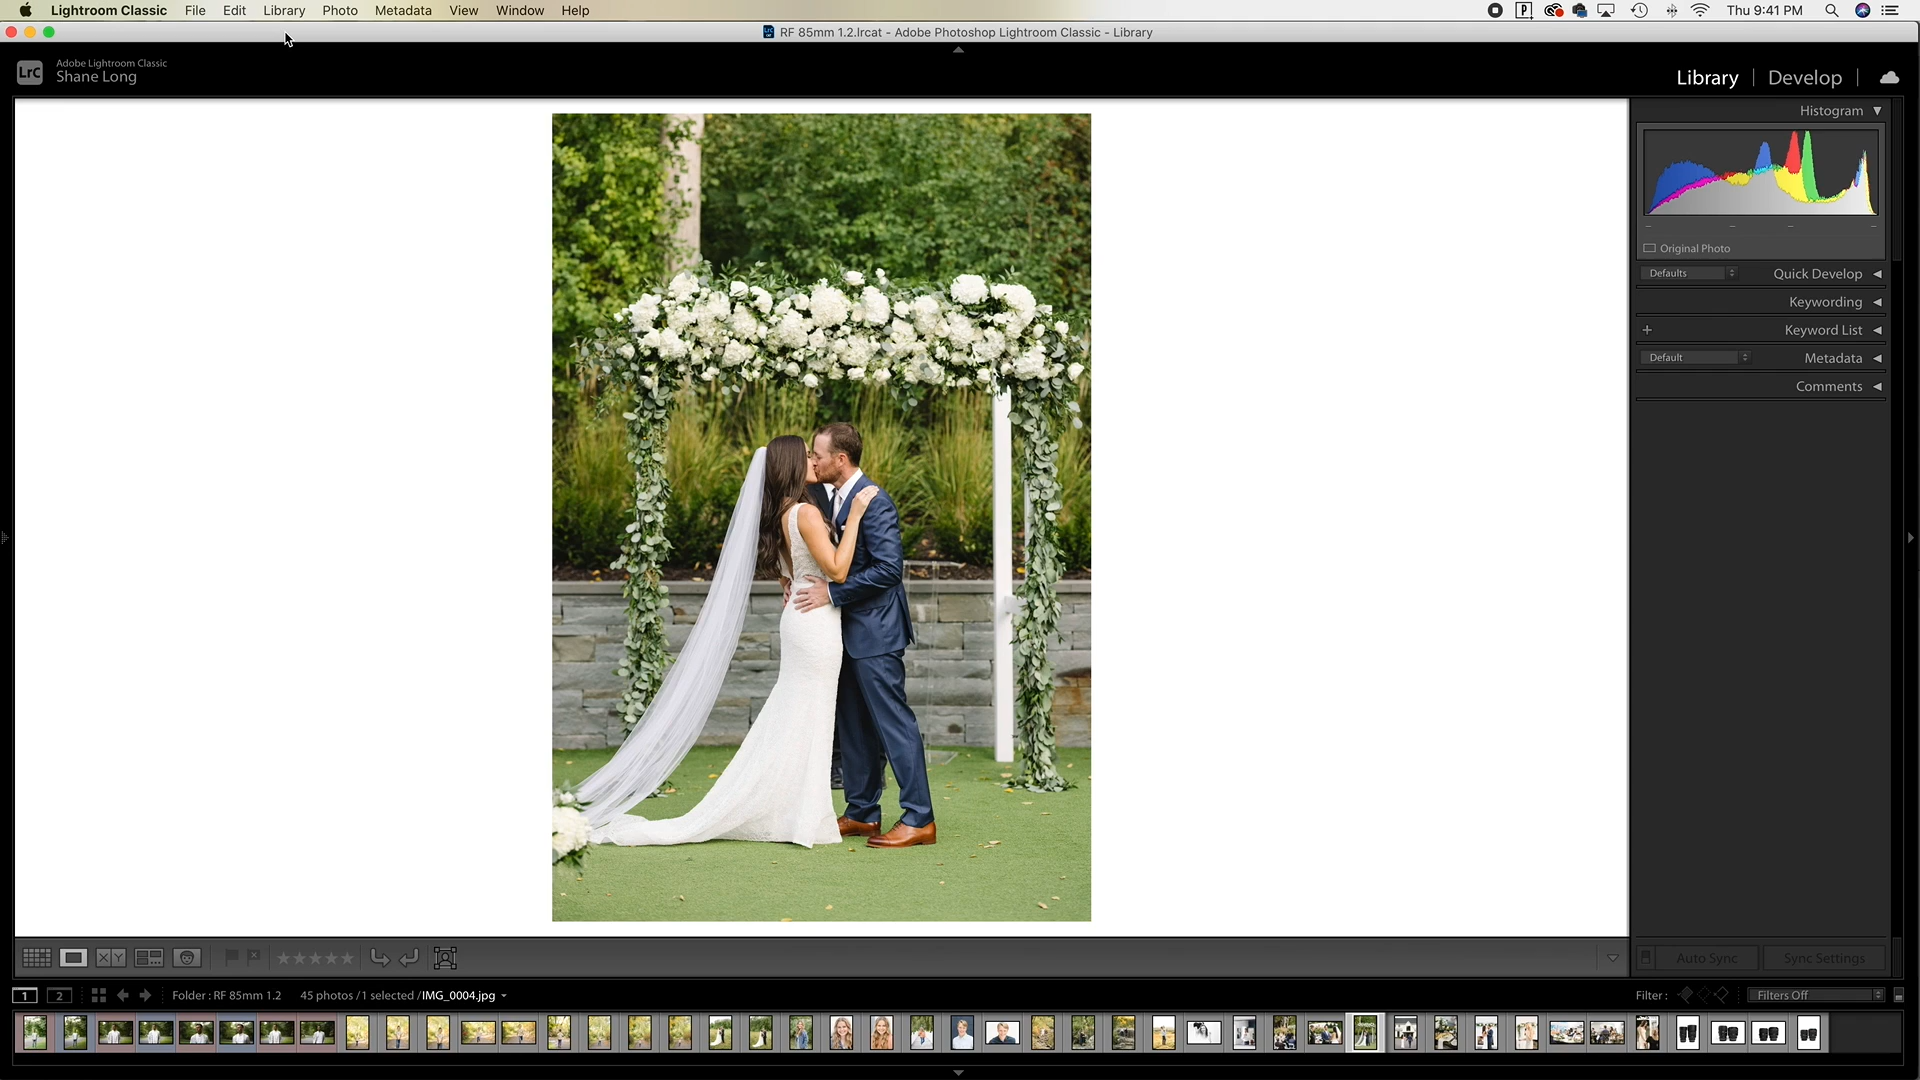 Lightroom Classic File Edit Library Photo Metadata View Window Help Thu 9:41 PM
RF 85mm 1.2.lrcat - Adobe Photoshop Lightroom Classic - Library
LrC
Adobe Lightroom Classic
Shane Long
Library | Develop |
Histogram
Original Photo
Defaults Quick Develop
Keywording
+ Keyword List
Default Metadata
Comments
XY
Auto Sync Sync Settings
1 2 Folder : RF 85mm 1.2 45 photos / 1 selected / IMG_0004.jpg Filter : Filters Off